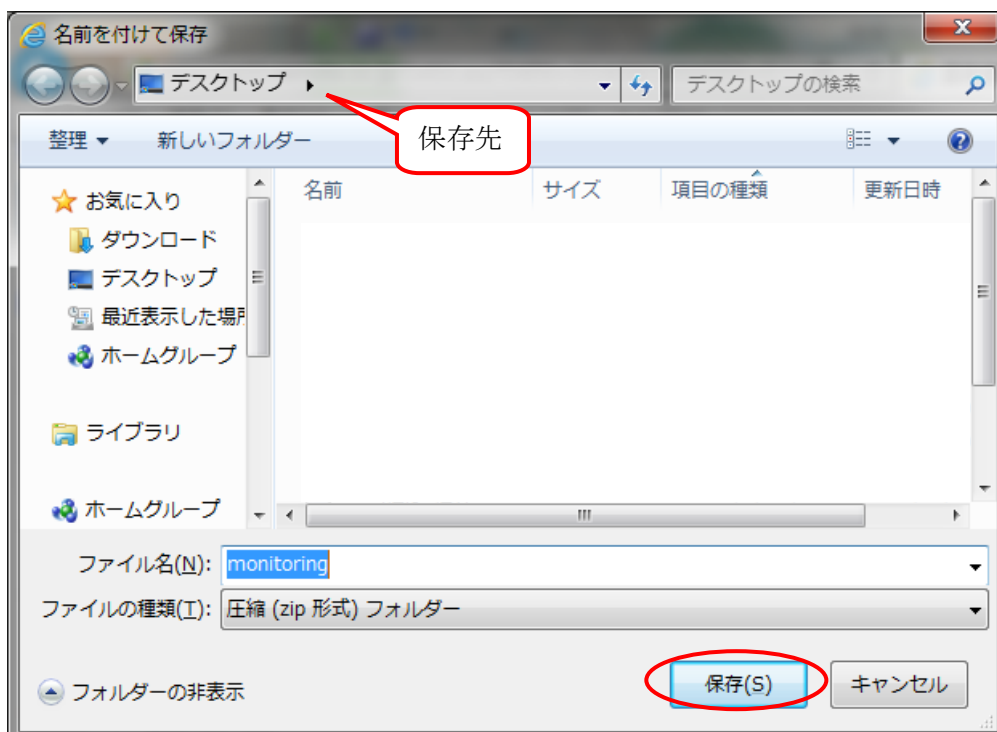 名前を付けて保存
デスクトップ
デスクトップの検索
整理
新しいフォルダー
保存先
名前
サイズ
項目の種類
更新日時
お気に入り
ダウンロード
デスクトップ
最近表示した場所
ホームグループ
ライブラリ
ホームグループ
ファイル名(N):
monitoring
ファイルの種類(T):
圧縮 (zip 形式) フォルダー
フォルダーの非表示
保存(S)
キャンセル